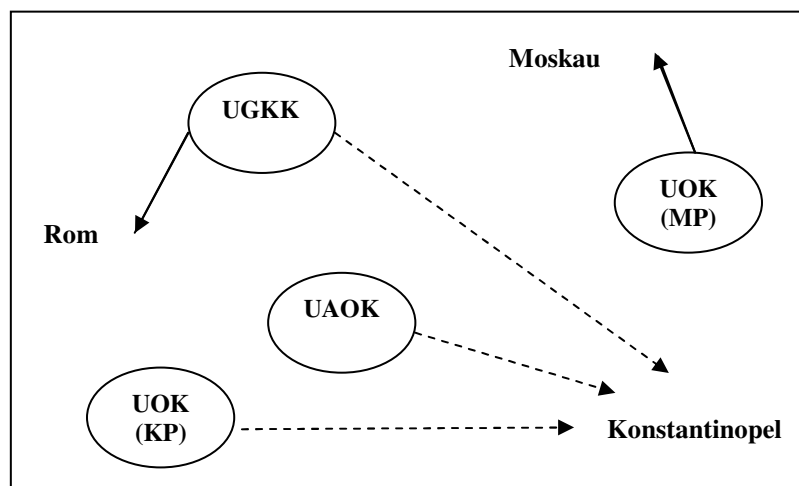 Moskau
UGKK
UOK
(MP)
Rom
UAOK
UOK
(KP)
Konstantinopel